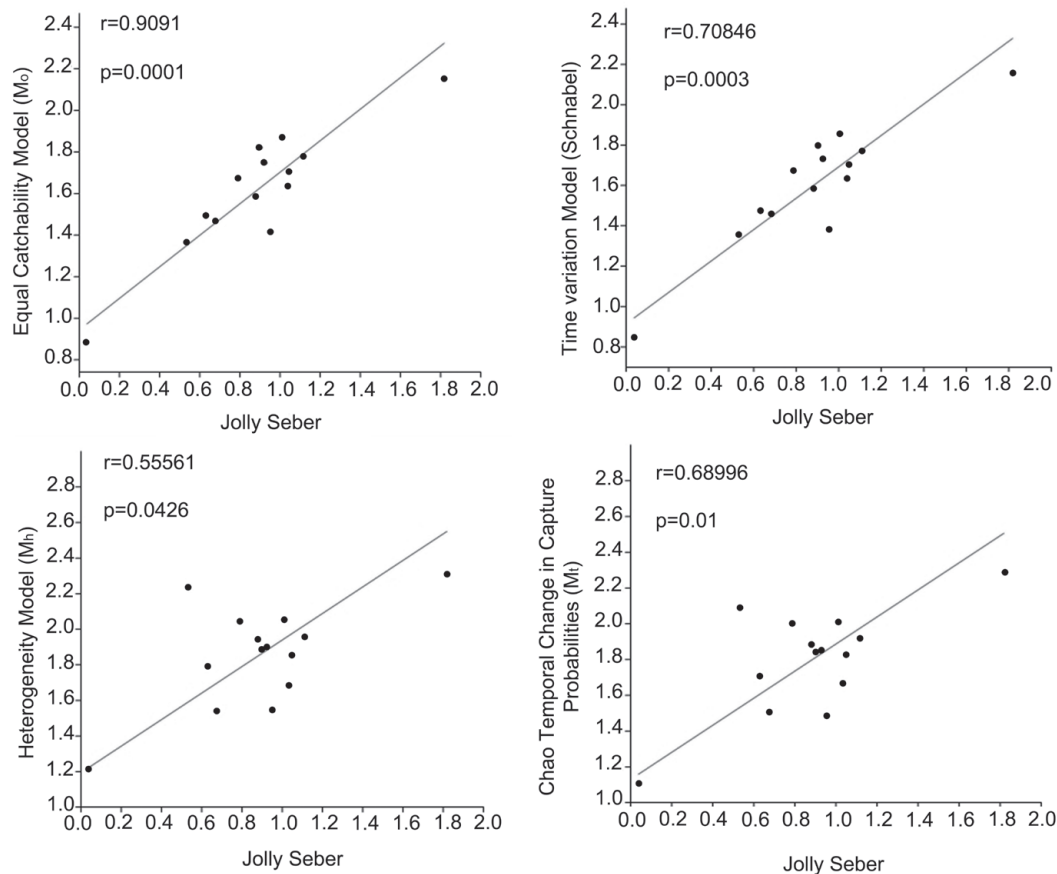 r=0.9091
p=0.0001
Equal Catchability Model (Mo)
2.4
2.2
2.0
1.8
1.6
1.4
1.2
1.0
0.8
0.0 0.2 0.4 0.6 0.8 1.0 1.2 1.4 1.6 1.8 2.0
Jolly Seber
r=0.70846
p=0.0003
Time variation Model (Schnabel)
2.4
2.2
2.0
1.8
1.6
1.4
1.2
1.0
0.8
0.0 0.2 0.4 0.6 0.8 1.0 1.2 1.4 1.6 1.8 2.0
Jolly Seber
r=0.55561
p=0.0426
Heterogeneity Model (Mh)
2.8
2.6
2.4
2.2
2.0
1.8
1.6
1.4
1.2
1.0
0.0 0.2 0.4 0.6 0.8 1.0 1.2 1.4 1.6 1.8 2.0
Jolly Seber
r=0.68996
p=0.01
Chao Temporal Change in Capture
Probabilities (Mt)
2.8
2.6
2.4
2.2
2.0
1.8
1.6
1.4
1.2
1.0
0.0 0.2 0.4 0.6 0.8 1.0 1.2 1.4 1.6 1.8 2.0
Jolly Seber